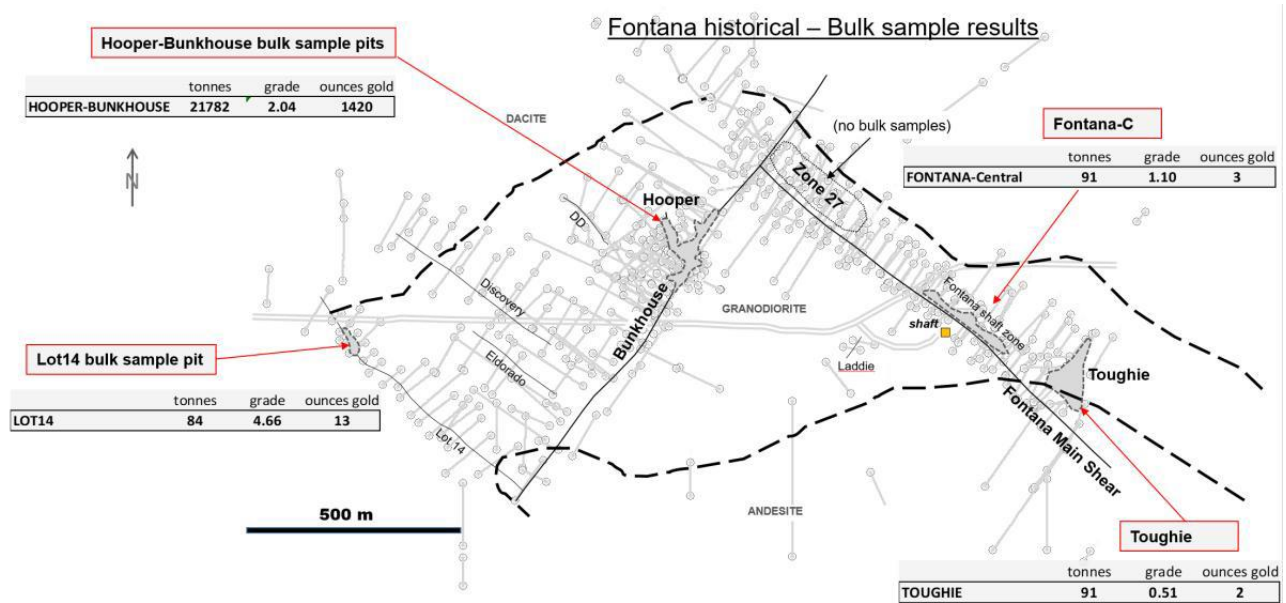 Fontana historical – Bulk sample results
Hooper-Bunkhouse bulk sample pits
tonnes grade ounces gold
HOOPER-BUNKHOUSE 21782 2.04 1420
DACITE
N
(no bulk samples)
Fontana-C
tonnes grade ounces gold
FONTANA-Central 91 1.10 3
Zone 27
Hooper
DD
Discovery
Bunkhouse
GRANODIORITE
Fontana shaft zone
shaft
Lot14 bulk sample pit
Eldorado
Laddie
Toughie
tonnes grade ounces gold
LOT14 84 4.66 13
Lot 14
Fontana Main Shear
500 m
ANDESITE
Toughie
tonnes grade ounces gold
TOUGHIE 91 0.51 2